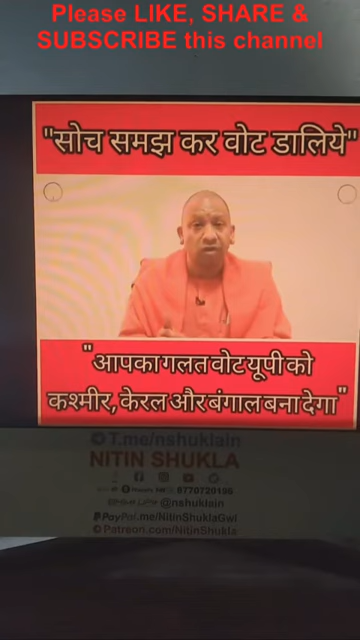 Please LIKE, SHARE &
SUBSCRIBE this channel
"सोच समझ कर वोट डालिये"
"आपका गलत वोट यूपी को
कश्मीर, केरल और बंगाल बना देगा"
©T.me/nshuklain
NITIN SHUKLA
9770720196
@nshuklain
PayPal.me/NitinShuklaGwl
©Patreon.com/NitinShukla